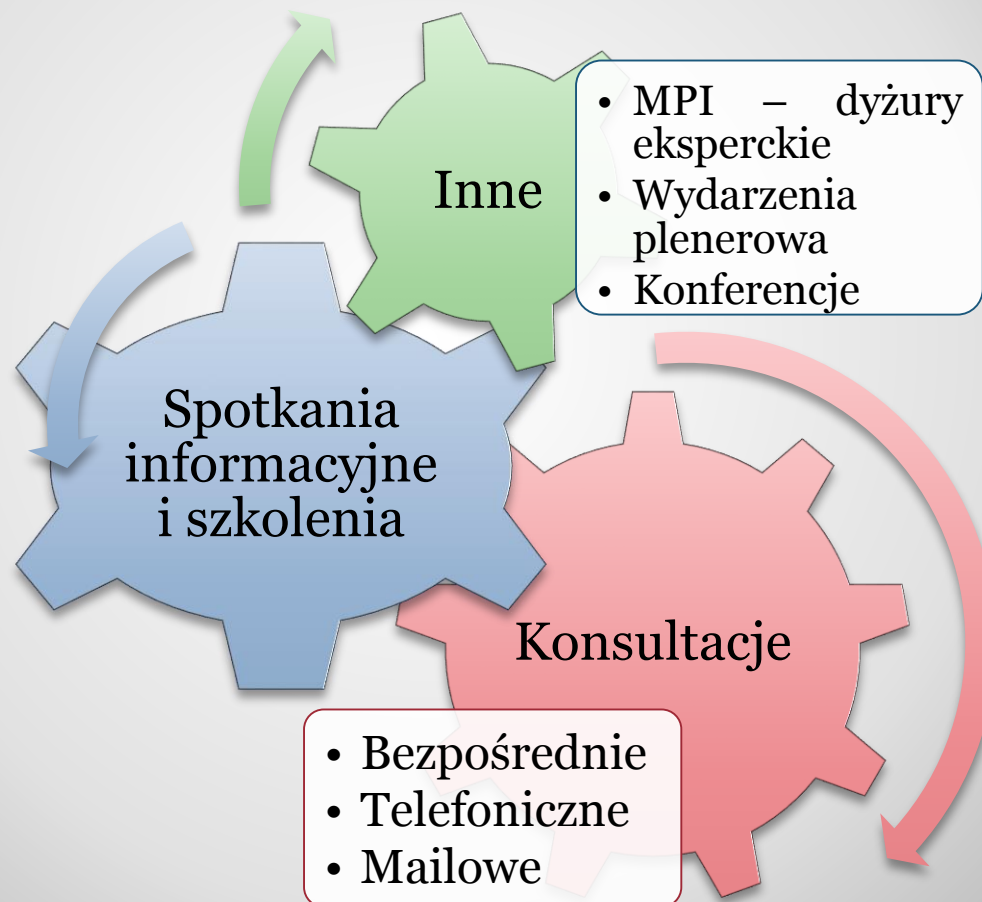 Inne
• MPI – dyżury
eksperckie
• Wydarzenia
plenerowa
• Konferencje
Spotkania
informacyjne
i szkolenia
Konsultacje
• Bezpośrednie
• Telefoniczne
• Mailowe